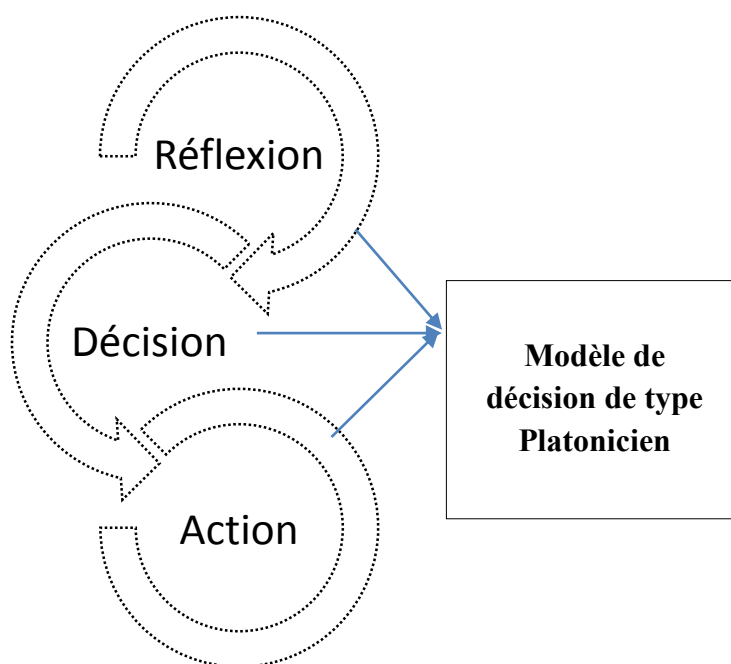 Réflexion
Décision
Action
Modèle de
décision de type
Platonicien